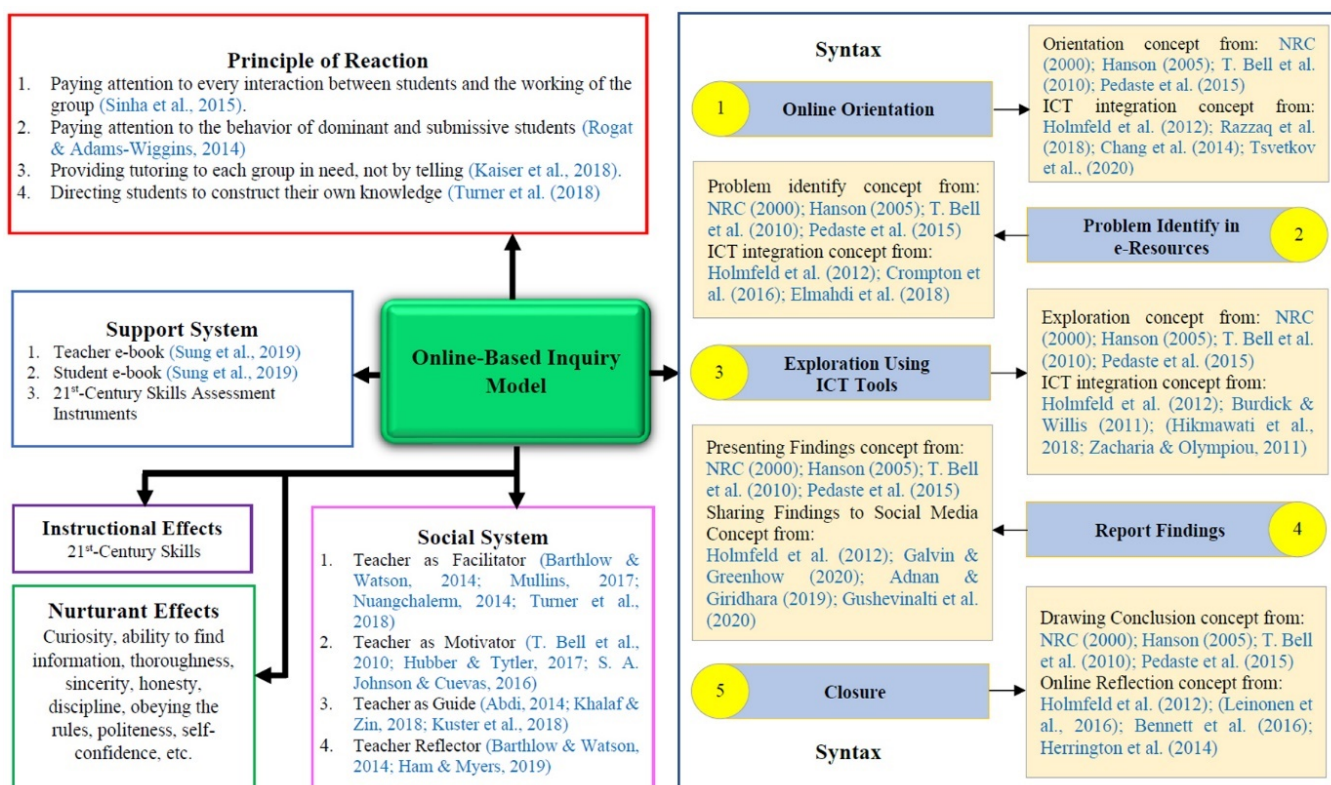 Principle of Reaction
1. Paying attention to every interaction between students and the working of the
group (Sinha et al., 2015).
2. Paying attention to the behavior of dominant and submissive students (Rogat
& Adams-Wiggins, 2014)
3. Providing tutoring to each group in need, not by telling (Kaiser et al., 2018).
4. Directing students to construct their own knowledge (Turner et al. (2018)
Support System
1. Teacher e-book (Sung et al., 2019)
2. Student e-book (Sung et al., 2019)
3. 21st-Century Skills Assessment
Instruments
Online-Based Inquiry
Model
Instructional Effects
21st-Century Skills
Nurturant Effects
Curiosity, ability to find
information, thoroughness,
sincerity, honesty,
discipline, obeying the
rules, politeness, self-
confidence, etc.
Social System
1. Teacher as Facilitator (Barthlow &
Watson, 2014; Mullins, 2017;
Nuangchalerm, 2014; Turner et al.,
2018)
2. Teacher as Motivator (T. Bell et al.,
2010; Hubber & Tytler, 2017; S. A.
Johnson & Cuevas, 2016)
3. Teacher as Guide (Abdi, 2014; Khalaf &
Zin, 2018; Kuster et al., 2018)
4. Teacher Reflector (Barthlow & Watson,
2014; Ham & Myers, 2019)
Syntax
1
Online Orientation
Orientation concept from: NRC
(2000); Hanson (2005); T. Bell et al.
(2010); Pedaste et al. (2015)
ICT integration concept from:
Holmfeld et al. (2012); Razzaq et al.
(2018); Chang et al. (2014); Tsvetkov
et al., (2020)
Problem identify concept from:
NRC (2000); Hanson (2005); T. Bell
et al. (2010); Pedaste et al. (2015)
ICT integration concept from:
Holmfeld et al. (2012); Crompton et
al. (2016); Elmahdi et al. (2018)
Problem Identify in
e-Resources
2
3
Exploration Using
ICT Tools
Exploration concept from: NRC
(2000); Hanson (2005); T. Bell et al.
(2010); Pedaste et al. (2015)
ICT integration concept from:
Holmfeld et al. (2012); Burdick &
Willis (2011); (Hikmawati et al.,
2018; Zacharia & Olympiou, 2011)
Presenting Findings concept from:
NRC (2000); Hanson (2005); T. Bell
et al. (2010); Pedaste et al. (2015)
Sharing Findings to Social Media
Concept from:
Holmfeld et al. (2012); Galvin &
Greenhow (2020); Adnan &
Giridhara (2019); Gushevinalti et al.
(2020)
Report Findings
4
5
Closure
Drawing Conclusion concept from:
NRC (2000); Hanson (2005); T. Bell
et al. (2010); Pedaste et al. (2015)
Online Reflection concept from:
Holmfeld et al. (2012); (Leinonen et
al., 2016); Bennett et al. (2016);
Herrington et al. (2014)
Syntax